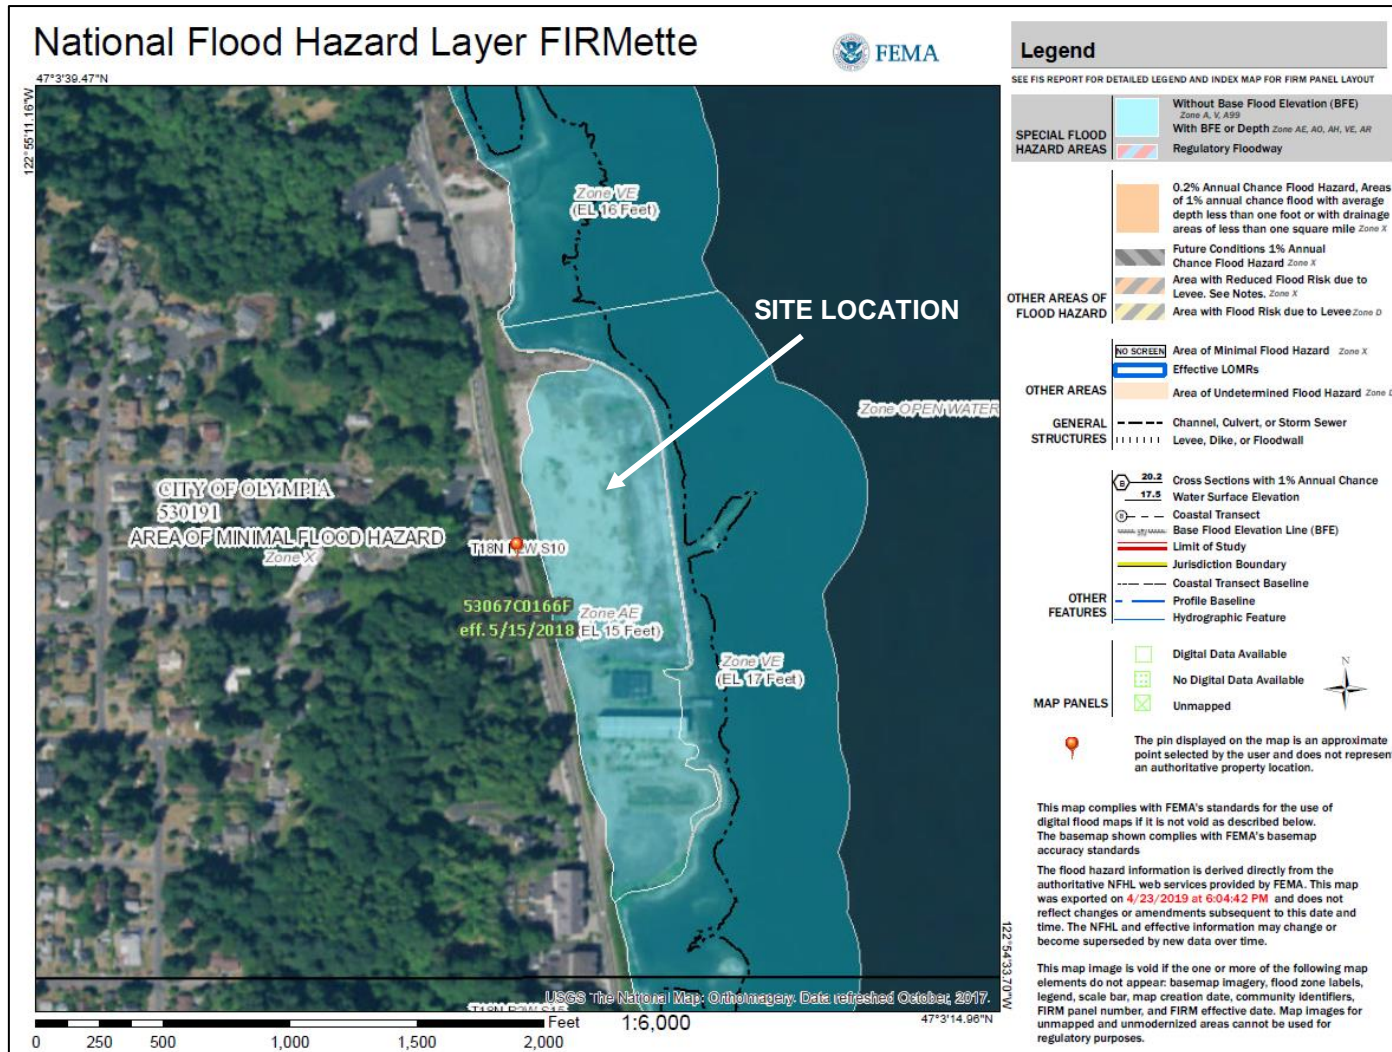 National Flood Hazard Layer FIRMette
FEMA
47°3'39.47"N
122°55'11.16"W
Zone VE
(EL 16 Feet)
SITE LOCATION
Zone OPEN WATER
CITY OF OLYMPIA
530191
AREA OF MINIMAL FLOOD HAZARD
Zone X
T18N R2W S10
53067C0166F
eff. 5/15/2018
Zone AE
(EL 15 Feet)
Zone VE
(EL 17 Feet)
122°54'33.70"W
USGS The National Map: Orthoimagery. Data refreshed October, 2017.
T18N R2W S15
Feet
1:6,000
47°3'14.96"N
0
250
500
1,000
1,500
2,000
Legend
SEE FIS REPORT FOR DETAILED LEGEND AND INDEX MAP FOR FIRM PANEL LAYOUT
SPECIAL FLOOD
HAZARD AREAS
Without Base Flood Elevation (BFE)
Zone A, V, A99
With BFE or Depth Zone AE, AO, AH, VE, AR
Regulatory Floodway
0.2% Annual Chance Flood Hazard, Areas
of 1% annual chance flood with average
depth less than one foot or with drainage
areas of less than one square mile Zone X
Future Conditions 1% Annual
Chance Flood Hazard Zone X
OTHER AREAS OF
FLOOD HAZARD
Area with Reduced Flood Risk due to
Levee. See Notes. Zone X
Area with Flood Risk due to Levee Zone D
NO SCREEN
Area of Minimal Flood Hazard Zone X
Effective LOMRs
OTHER AREAS
Area of Undetermined Flood Hazard Zone D
GENERAL
STRUCTURES
Channel, Culvert, or Storm Sewer
Levee, Dike, or Floodwall
B
20.2
Cross Sections with 1% Annual Chance
17.5
Water Surface Elevation
Coastal Transect
Base Flood Elevation Line (BFE)
Limit of Study
Jurisdiction Boundary
Coastal Transect Baseline
OTHER
FEATURES
Profile Baseline
Hydrographic Feature
MAP PANELS
Digital Data Available
No Digital Data Available
Unmapped
N
The pin displayed on the map is an approximate
point selected by the user and does not represent
an authoritative property location.
This map complies with FEMA's standards for the use of
digital flood maps if it is not void as described below.
The basemap shown complies with FEMA's basemap
accuracy standards
The flood hazard information is derived directly from the
authoritative NFHL web services provided by FEMA. This map
was exported on 4/23/2019 at 6:04:42 PM and does not
reflect changes or amendments subsequent to this date and
time. The NFHL and effective information may change or
become superseded by new data over time.
This map image is void if the one or more of the following map
elements do not appear: basemap imagery, flood zone labels,
legend, scale bar, map creation date, community identifiers,
FIRM panel number, and FIRM effective date. Map images for
unmapped and unmodernized areas cannot be used for
regulatory purposes.